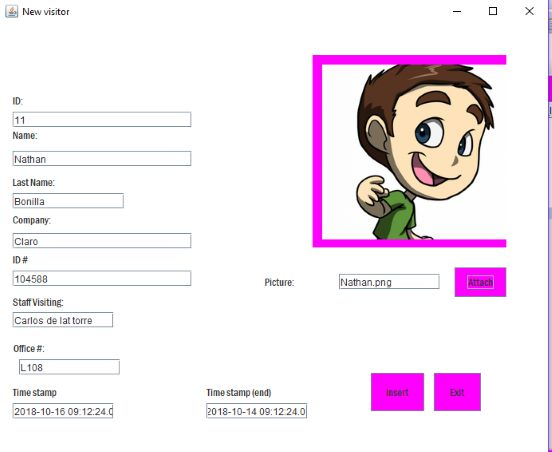 New visitor
ID:
11
Name:
Nathan
Last Name:
Bonilla
Company:
Claro
ID #
104588
Picture:
Nathan.png
Attach
Staff Visiting:
Carlos de lat torre
Office #:
L108
Time stamp
Time stamp (end)
2018-10-16 09:12:24.0
2018-10-14 09:12:24.0
Insert
Exit